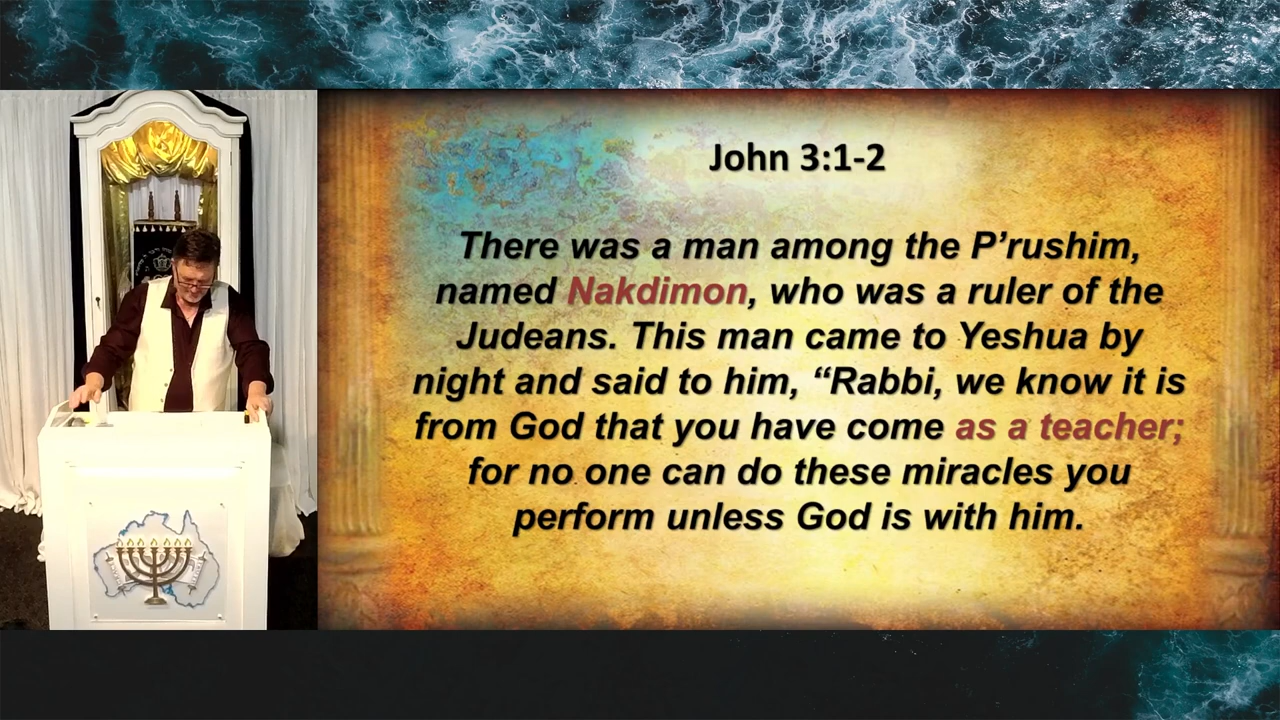 John 3:1-2
There was a man among the P’rushim,
named Nakdimon, who was a ruler of the
Judeans. This man came to Yeshua by
night and said to him, “Rabbi, we know it is
from God that you have come as a teacher;
for no one can do these miracles you
perform unless God is with him.